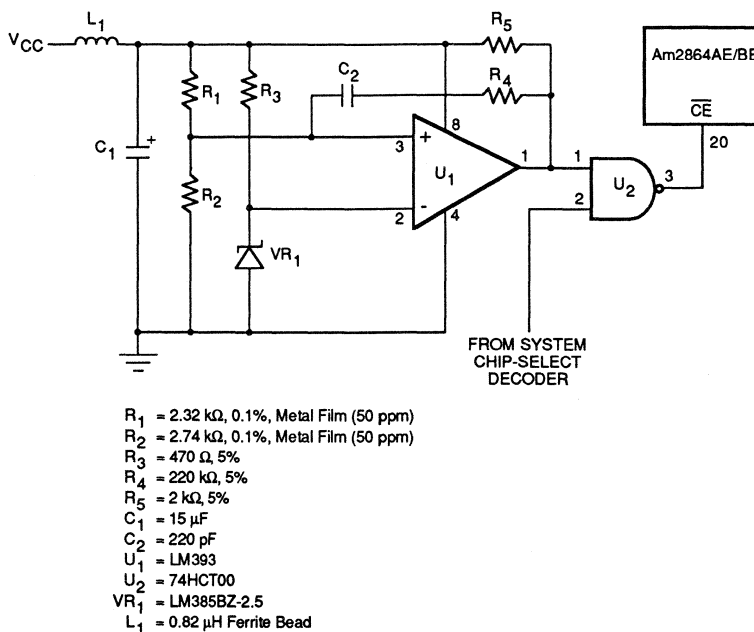 L1
VCC
R5
Am2864AE/BE
C2
R4
R1
R3
CE
8
20
C1
+
+
3
1
1
U1
U2
3
R2
-
2
4
2
VR1
FROM SYSTEM
CHIP-SELECT
DECODER
R1 = 2.32 kΩ, 0.1%, Metal Film (50 ppm)
R2 = 2.74 kΩ, 0.1%, Metal Film (50 ppm)
R3 = 470 Ω, 5%
R4 = 220 kΩ, 5%
R5 = 2 kΩ, 5%
C1 = 15 µF
C2 = 220 pF
U1 = LM393
U2 = 74HCT00
VR1 = LM385BZ-2.5
L1 = 0.82 µH Ferrite Bead